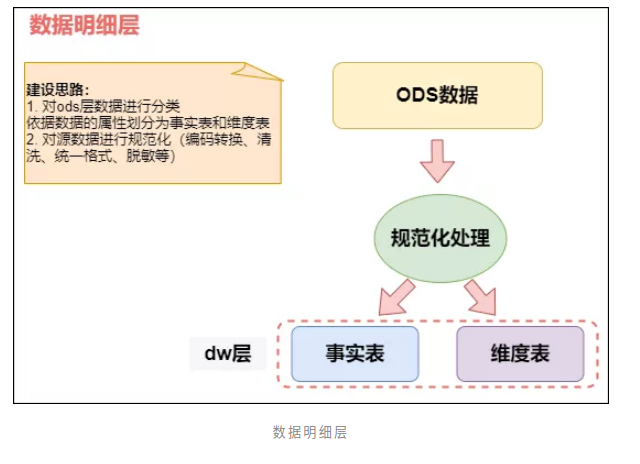 数据明细层
建设思路：
1. 对ods层数据进行分类
依据数据的属性划分为事实表和维度表
2. 对源数据进行规范化（编码转换、清
洗、统一格式、脱敏等）
ODS数据
规范化处理
dw层
事实表
维度表
数据明细层